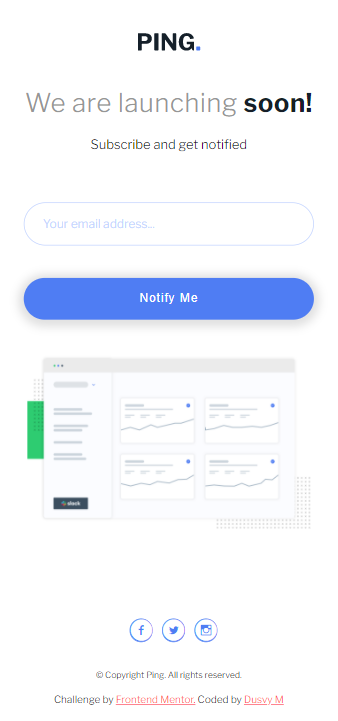 PING.
We are launching soon!
Subscribe and get notified
Your email address...
Notify Me
slack
© Copyright Ping. All rights reserved.
Challenge by Frontend Mentor. Coded by Dusvy M